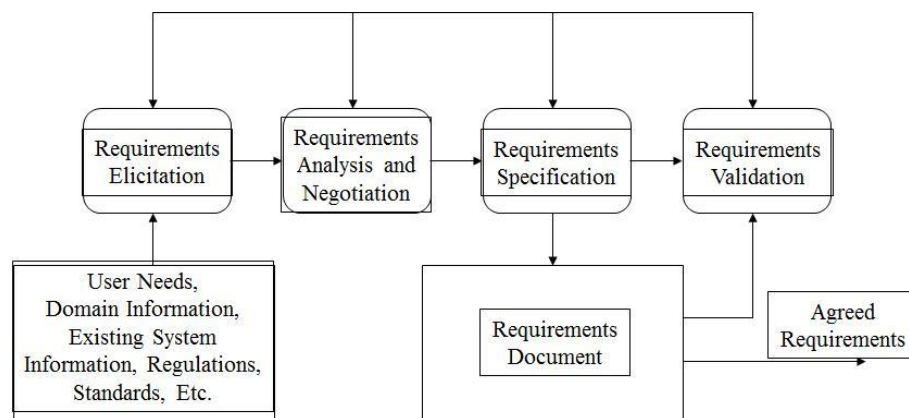 Requirements
Elicitation
Requirements
Analysis and
Negotiation
Requirements
Specification
Requirements
Validation
User Needs,
Domain Information,
Existing System
Information, Regulations,
Standards, Etc.
Requirements
Document
Agreed
Requirements